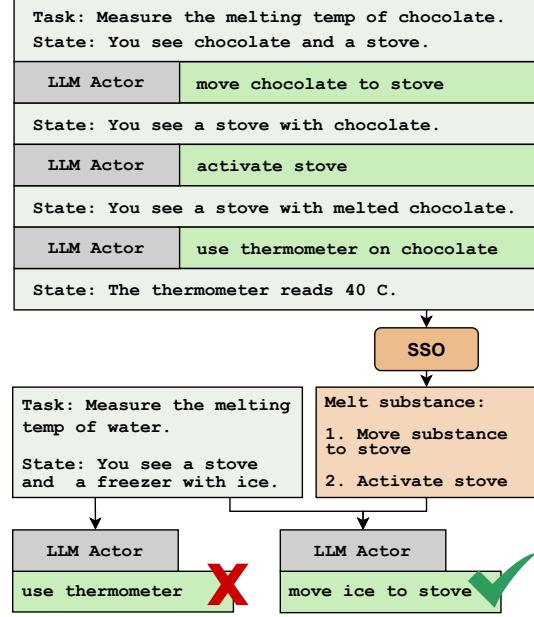 Task: Measure the melting temp of chocolate.
State: You see chocolate and a stove.
LLM Actor
move chocolate to stove
State: You see a stove with chocolate.
LLM Actor
activate stove
State: You see a stove with melted chocolate.
LLM Actor
use thermometer on chocolate
State: The thermometer reads 40 C.
SSO
Task: Measure the melting
temp of water.
State: You see a stove
and a freezer with ice.
Melt substance:
1. Move substance
to stove
2. Activate stove
LLM Actor
use thermometer
LLM Actor
move ice to stove